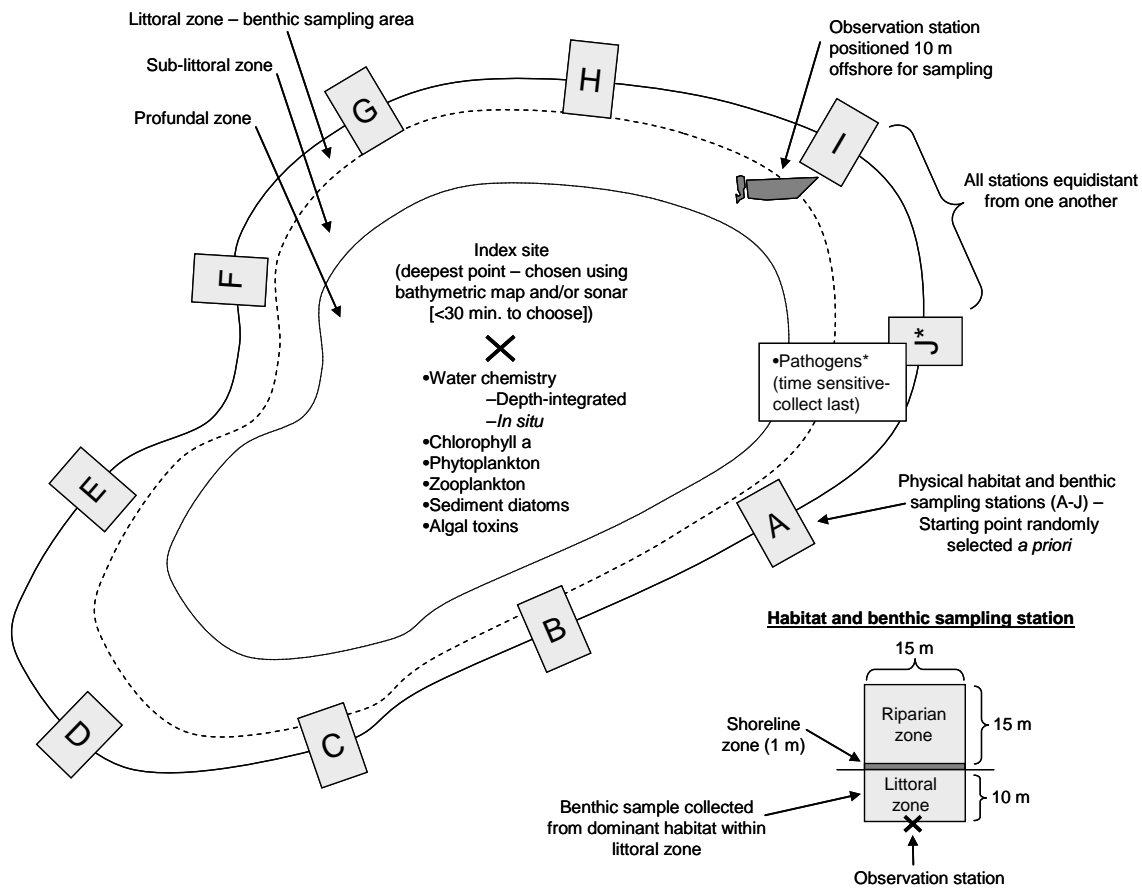 Littoral zone – benthic sampling area
Sub-littoral zone
Profundal zone
Observation station
positioned 10 m
offshore for sampling
G
H
I
All stations equidistant
from one another
F
Index site
(deepest point – chosen using
bathymetric map and/or sonar
[<30 min. to choose])
•Water chemistry
–Depth-integrated
–In situ
•Chlorophyll a
•Phytoplankton
•Zooplankton
•Sediment diatoms
•Algal toxins
J*
•Pathogens*
(time sensitive-
collect last)
E
A
Physical habitat and benthic
sampling stations (A-J) –
Starting point randomly
selected a priori
B
C
D
Habitat and benthic sampling station
15 m
Riparian
zone
15 m
Shoreline
zone (1 m)
Littoral
zone
10 m
Benthic sample collected
from dominant habitat within
littoral zone
Observation station